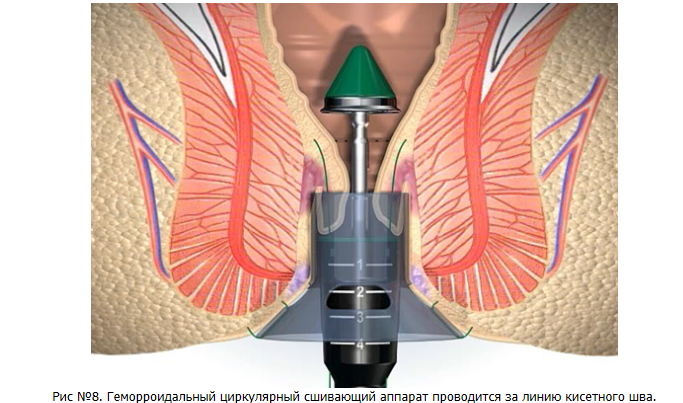 1
2
3
4
Рис №8. Геморроидальный циркулярный сшивающий аппарат проводится за линию кисетного шва.